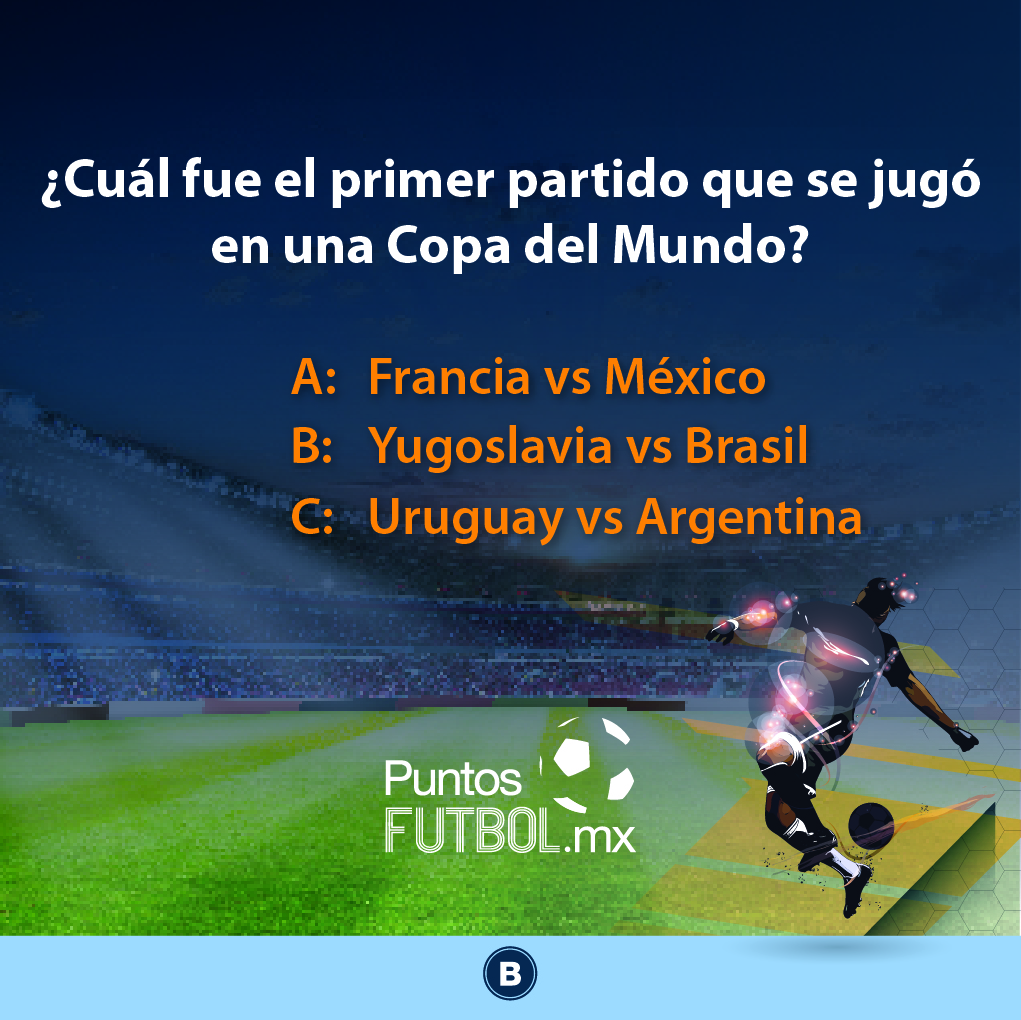 ¿Cuál fue el primer partido que se jugó
en una Copa del Mundo?
A: Francia vs México
B: Yugoslavia vs Brasil
C: Uruguay vs Argentina
Puntos
FUTBOL.mx
B